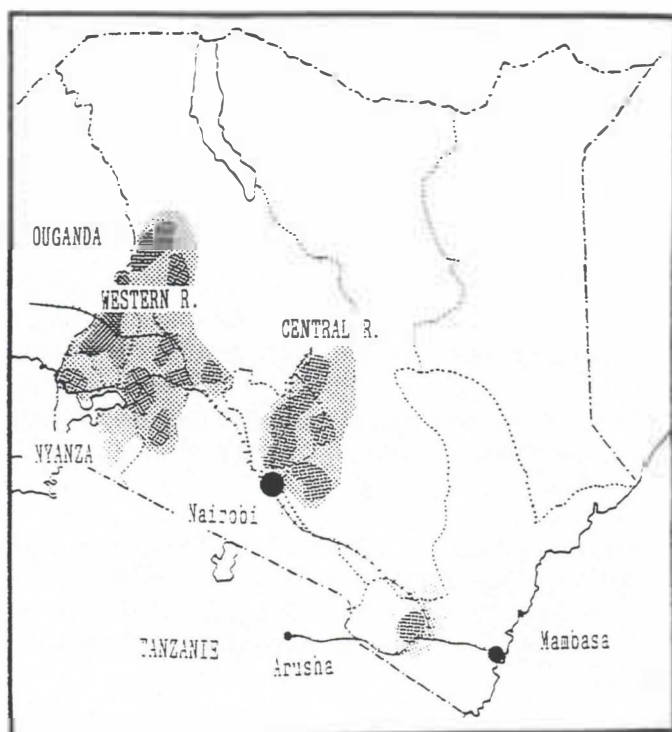 OUGANDA
WESTERN R.
CENTRAL R.
NYANZA
Nairobi
TANZANIE
Arusha
Mambasa